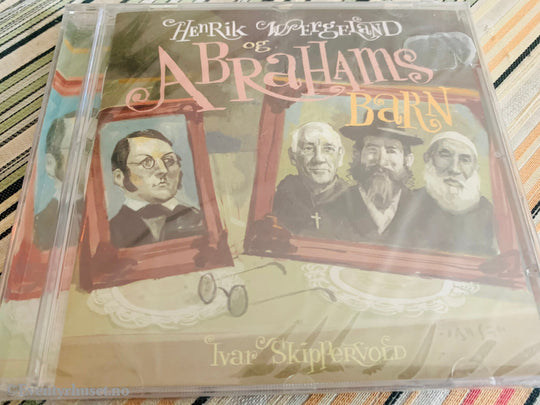 Henrik Wergeland
og
Abrahams
Barn
Ivar Skippervold